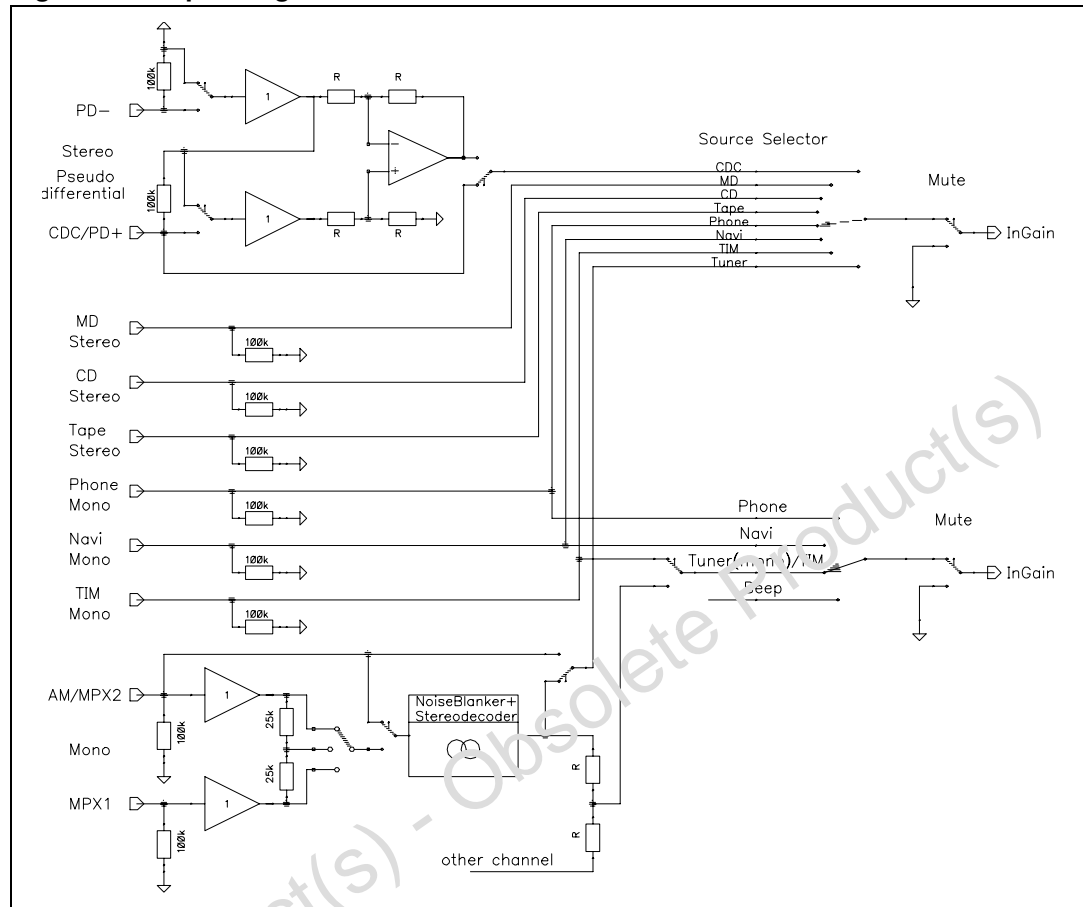 100k
PD-
1
R
R
Stereo
Pseudo
differential
100k
CDC/PD+
1
R
R
-
+
Source Selector
CDC
MD
CD
Tape
Phone
Navi
TIM
Tuner
Mute
InGain
MD
Stereo
100k
CD
Stereo
100k
Tape
Stereo
100k
Phone
Mono
100k
Navi
Mono
100k
TIM
Mono
100k
Phone
Navi
Tuner(mono)/TIM
Beep
Mute
InGain
AM/MPX2
1
25k
100k
Mono
25k
MPX1
1
100k
NoiseBlanker+
Stereodecoder
R
R
other channel
Obsolete Product(s)